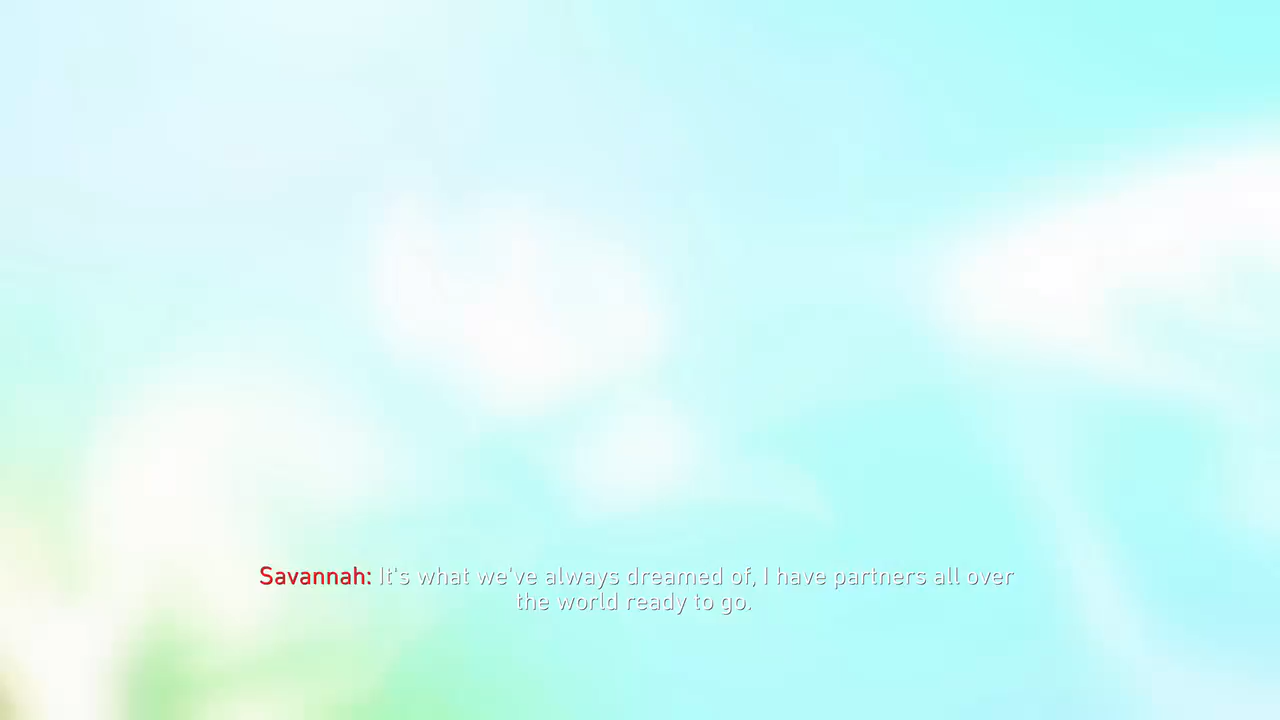 Savannah: It's what we've always dreamed of, I have partners all over
the world ready to go.